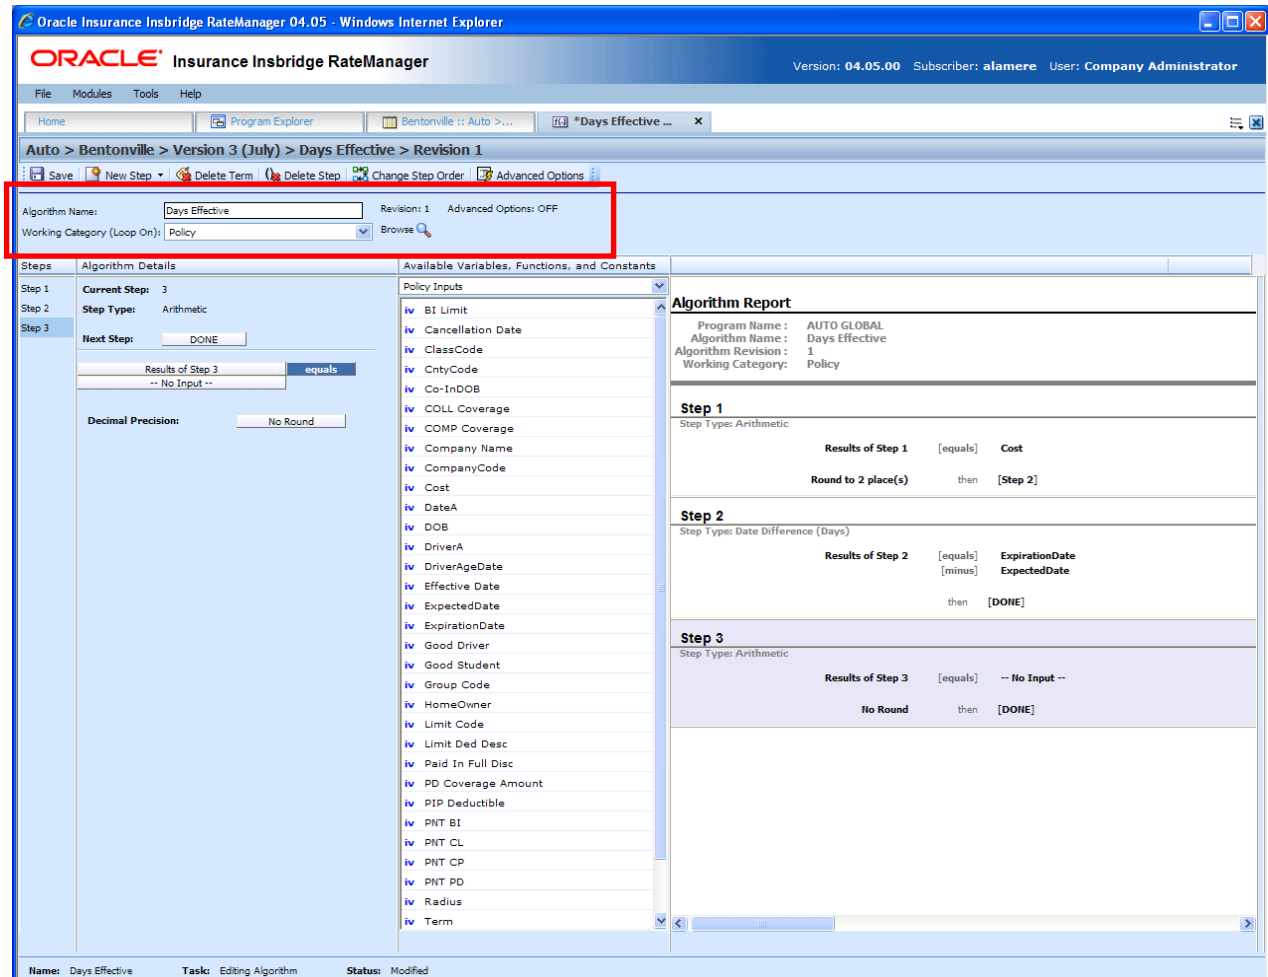 Oracle Insurance Insbridge RateManager 04.05 - Windows Internet Explorer
ORACLE Insurance Insbridge RateManager
Version: 04.05.00 Subscriber: alamere User: Company Administrator
File Modules Tools Help
Home Program Explorer Bentonville :: Auto >... *Days Effective ... x
Auto > Bentonville > Version 3 (July) > Days Effective > Revision 1
Save New Step Delete Term Delete Step Change Step Order Advanced Options
Algorithm Name: Days Effective Revision: 1 Advanced Options: OFF
Working Category (Loop On): Policy Browse
Steps
Step 1
Step 2
Step 3
Algorithm Details
Current Step: 3
Step Type: Arithmetic
Next Step: DONE
Results of Step 3 equals
-- No Input --
Decimal Precision: No Round
Available Variables, Functions, and Constants
Policy Inputs
iv BI Limit
iv Cancellation Date
iv ClassCode
iv CntyCode
iv Co-InDOB
iv COLL Coverage
iv COMP Coverage
iv Company Name
iv CompanyCode
iv Cost
iv DateA
iv DOB
iv DriverA
iv DriverAgeDate
iv Effective Date
iv ExpectedDate
iv ExpirationDate
iv Good Driver
iv Good Student
iv Group Code
iv HomeOwner
iv Limit Code
iv Limit Ded Desc
iv Paid In Full Disc
iv PD Coverage Amount
iv PIP Deductible
iv PNT BI
iv PNT CL
iv PNT CP
iv PNT PD
iv Radius
iv Term
Algorithm Report
Program Name : AUTO GLOBAL
Algorithm Name : Days Effective
Algorithm Revision : 1
Working Category: Policy
Step 1
Step Type: Arithmetic
Results of Step 1 [equals] Cost
Round to 2 place(s) then [Step 2]
Step 2
Step Type: Date Difference (Days)
Results of Step 2 [equals] ExpirationDate
[minus] ExpectedDate
then [DONE]
Step 3
Step Type: Arithmetic
Results of Step 3 [equals] -- No Input --
No Round then [DONE]
Name: Days Effective Task: Editing Algorithm Status: Modified